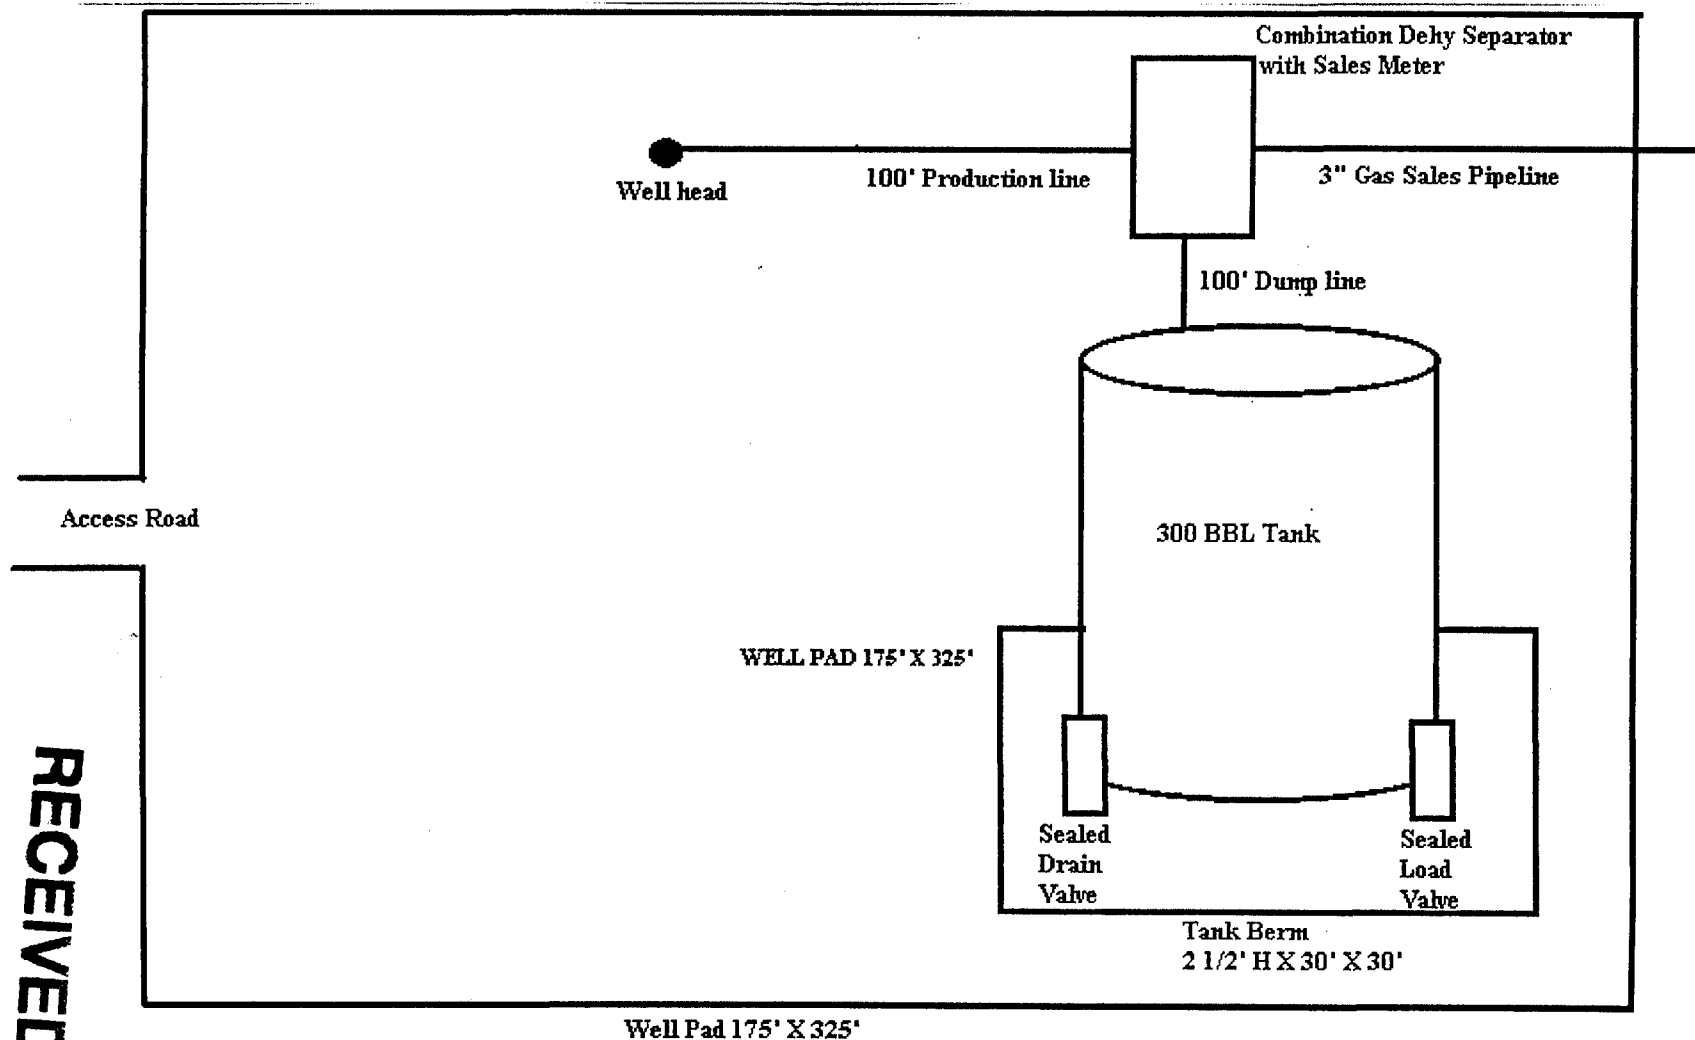 Combination Dehy Separator
with Sales Meter
Well head
100' Production line
3" Gas Sales Pipeline
100' Dump line
Access Road
300 BBL Tank
WELL PAD 175' X 325'
RECEIVED
Sealed
Drain
Valve
Sealed
Load
Valve
Tank Berm
2 1/2' H X 30' X 30'
Well Pad 175' X 325'